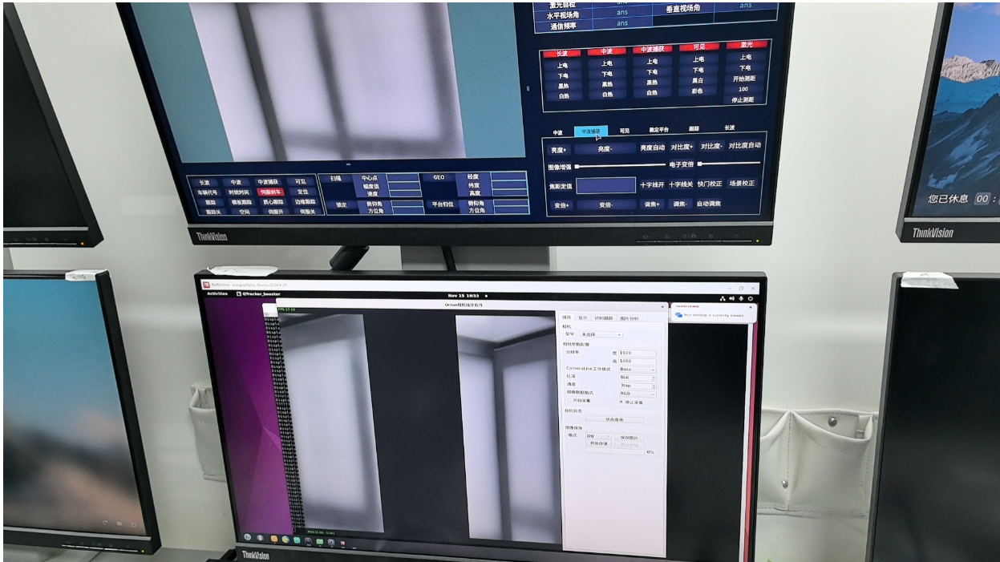 激光自检 ans 垂直视场角 ans
水平视场角 ans
通信频率 ans
长波 中波 中波捕获 可见 激光
上电 上电 上电 上电 上电
下电 下电 下电 下电 下电
黑热 黑热 黑热 黑白 开始测距
白热 白热 白热 彩色 100
停止测距
中波 中波捕获 可见 稳定平台 跟踪 长波
亮度+ 亮度- 亮度自动 对比度+ 对比度- 对比度自动
图像增强 电子变倍
焦距定值 十字线开 十字线关 快门校正 场景校正
变倍+ 变倍- 调焦+ 调焦- 自动调焦
长波 中波 中波捕获 可见
车辆代号 时统时间 伺服刹车 定位
跟踪 模板跟踪 质心跟踪 边缘跟踪
跟踪关 空闲 伺服开 伺服关
扫描 中心点 GEO 经度
幅度值 纬度
速度 高度
锁定 俯仰角 平台归位 俯仰角
方位角 方位角
ThinkVision
您已休息 00 :
ThinkVision
Activities QTracker_booster Nov 15 19:33
Orion相机操作软件
Your desktop is currently viewed
显示 识别跟踪 图片分析
相机
型号 未选择
相机参数配置
分辨率 宽 1920
高 1080
CameraLink工作模式 Base
位深 8bit
通道 3tap
图像数据格式 RGB
开始采集 停止采集
相机状态
状态查询
图像保存
格式: jpg 保存图片
开始存储 停止存储
0%
Displa
ThinkVision